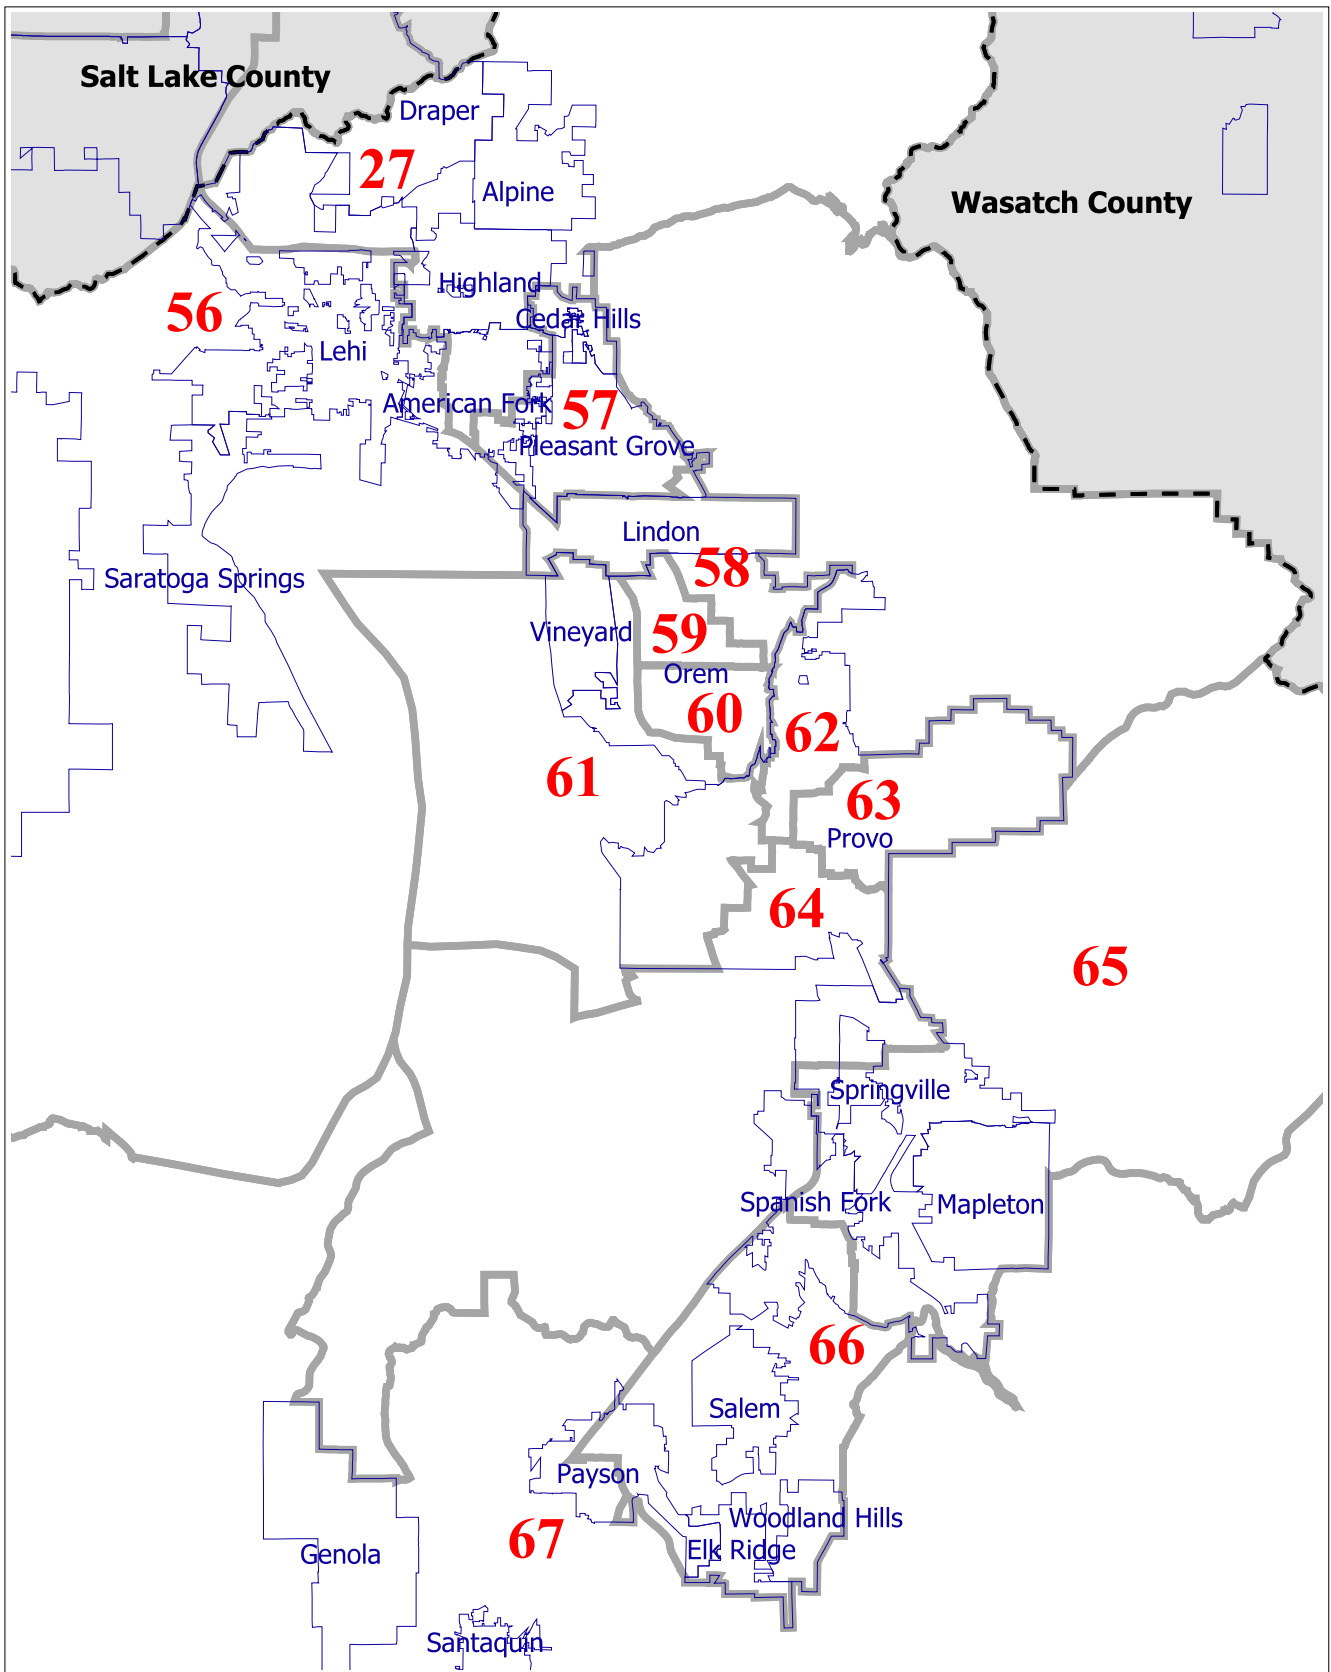 Salt Lake County
Draper
27
Alpine
Wasatch County
Highland
56
Cedar Hills
Lehi
American Fork
57
Pleasant Grove
Lindon
58
Saratoga Springs
Vineyard
59
Orem
60
62
61
63
Provo
64
65
Springville
Spanish Fork
Mapleton
66
Salem
Payson
Woodland Hills
67
Elk Ridge
Genola
Santaquin